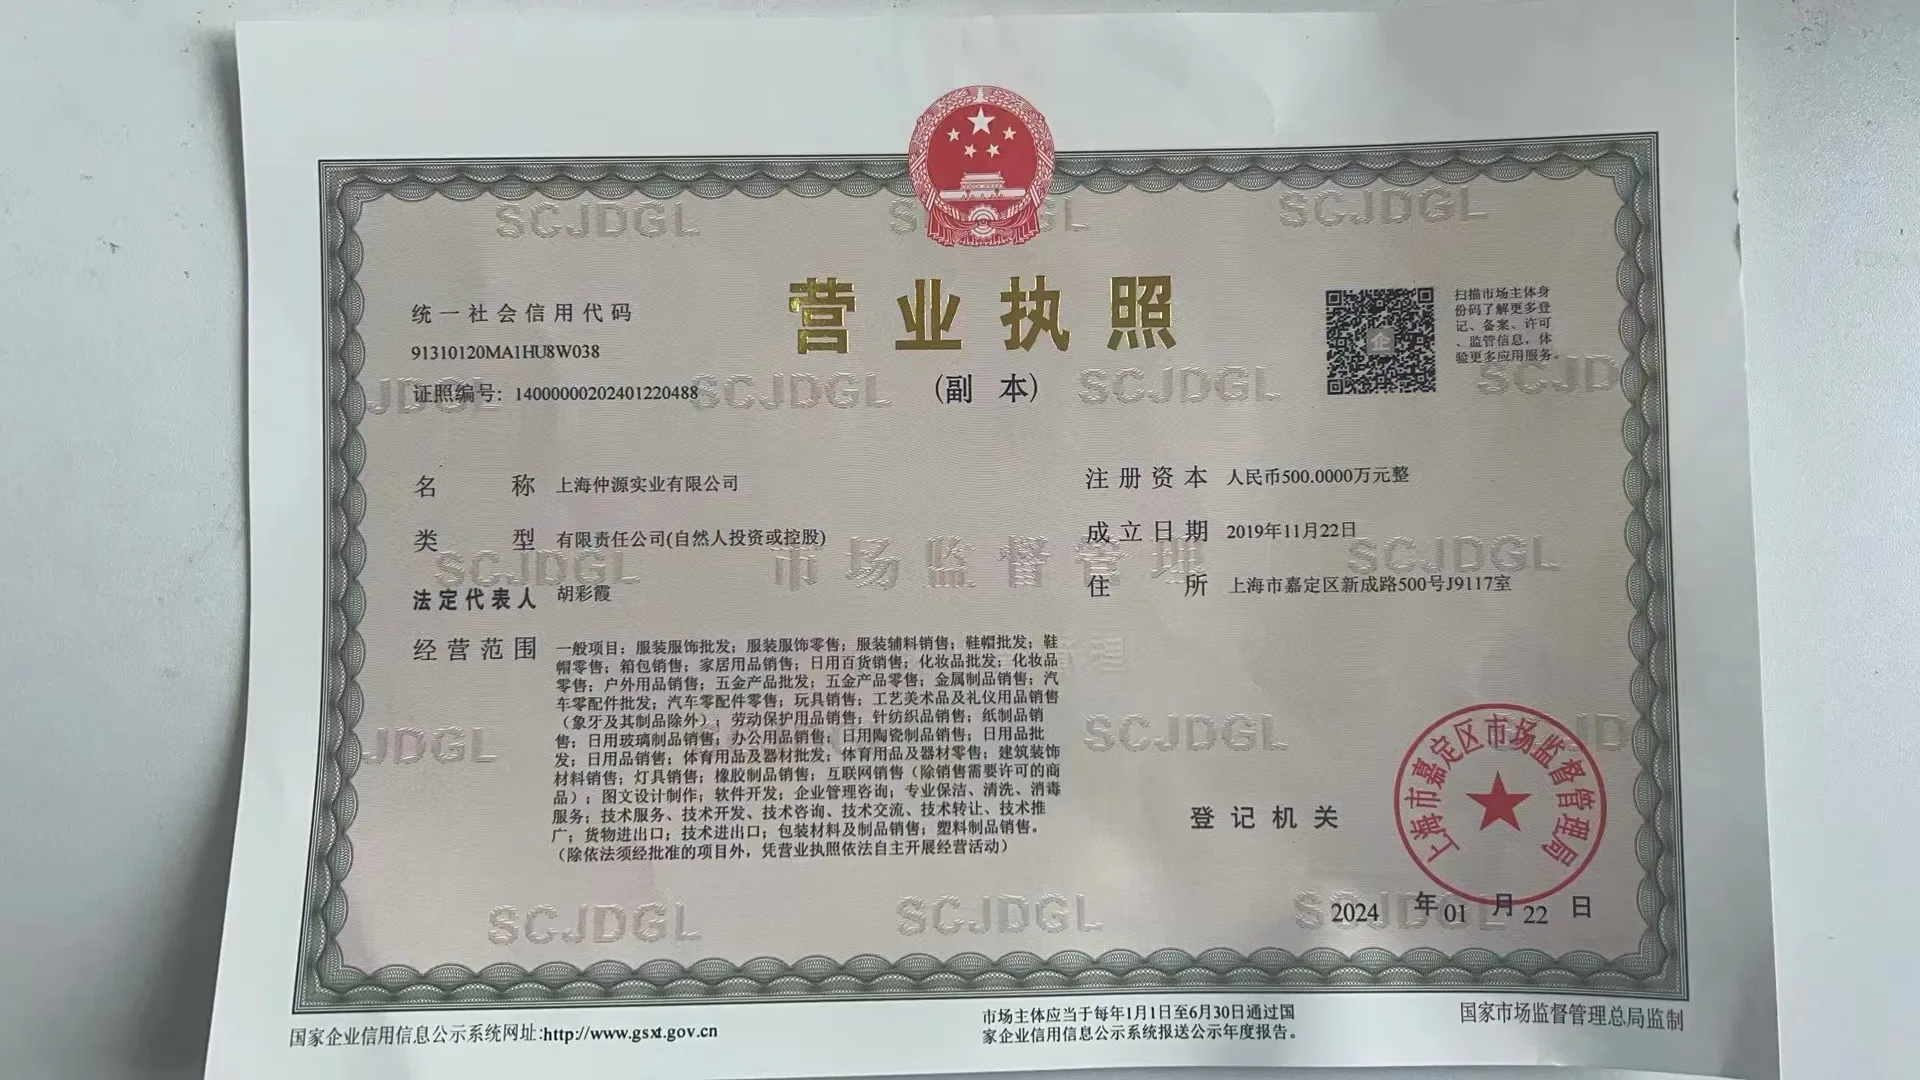 营业执照
(副 本)
统一社会信用代码
91310120MA1HU8W038
证照编号：14000000202401220488
扫描市场主体身
份码了解更多登
记、备案、许可
、监管信息，体
验更多应用服务。
名 称 上海仲源实业有限公司
类 型 有限责任公司(自然人投资或控股)
法定代表人 胡彩霞
经营范围 一般项目：服装服饰批发；服装服饰零售；服装辅料销售；鞋帽批发；鞋
帽零售；箱包销售；家居用品销售；日用百货销售；化妆品批发；化妆品
零售；户外用品销售；五金产品批发；五金产品零售；金属制品销售；汽
车零配件批发；汽车零配件零售；玩具销售；工艺美术品及礼仪用品销售
（象牙及其制品除外）；劳动保护用品销售；针纺织品销售；纸制品销
售；日用玻璃制品销售；办公用品销售；日用陶瓷制品销售；日用品批
发；日用品销售；体育用品及器材批发；体育用品及器材零售；建筑装饰
材料销售；灯具销售；橡胶制品销售；互联网销售（除销售需要许可的商
品）；图文设计制作；软件开发；企业管理咨询；专业保洁、清洗、消毒
服务；技术服务、技术开发、技术咨询、技术交流、技术转让、技术推
广；货物进出口；技术进出口；包装材料及制品销售；塑料制品销售。
（除依法须经批准的项目外，凭营业执照依法自主开展经营活动）
注册资本 人民币500.0000万元整
成立日期 2019年11月22日
住 所 上海市嘉定区新成路500号J9117室
登记机关
上海市嘉定区市场监督管理局
2024 年 01 月 22 日
国家企业信用信息公示系统网址:http://www.gsxt.gov.cn
市场主体应当于每年1月1日至6月30日通过国
家企业信用信息公示系统报送公示年度报告。
国家市场监督管理总局监制
SCJDGL
SCJDGL
JDGL
SCJDGL
SCJDGL
SCJD
SCJDGL
市场监督管理
SCJDGL
JDGL
SCJDGL
SCJDGL
SCJDGL
SCJDGL